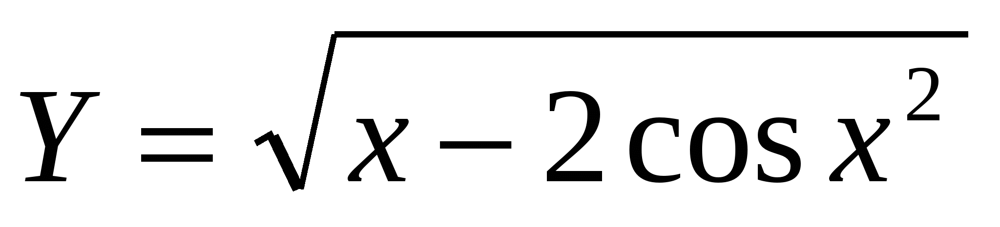 Y = √(x − 2 cos x²)